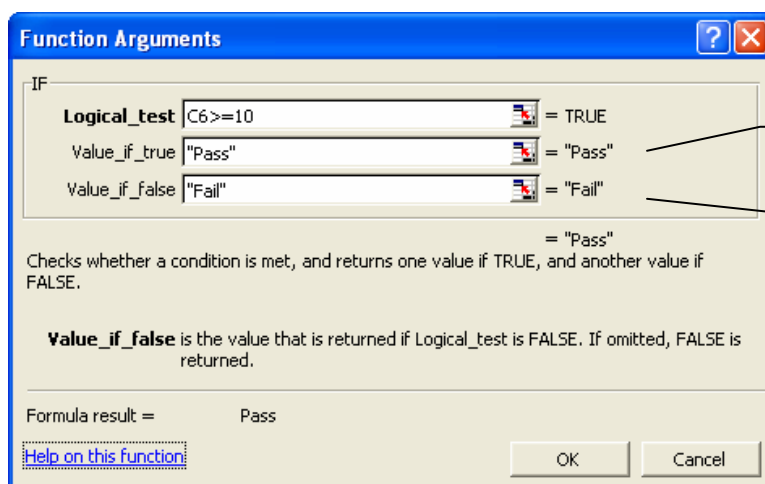 Function Arguments
IF
Logical_test C6>=10 = TRUE
Value_if_true "Pass" = "Pass"
Value_if_false "Fail" = "Fail"
= "Pass"
Checks whether a condition is met, and returns one value if TRUE, and another value if
FALSE.
Value_if_false is the value that is returned if Logical_test is FALSE. If omitted, FALSE is
returned.
Formula result = Pass
Help on this function OK Cancel